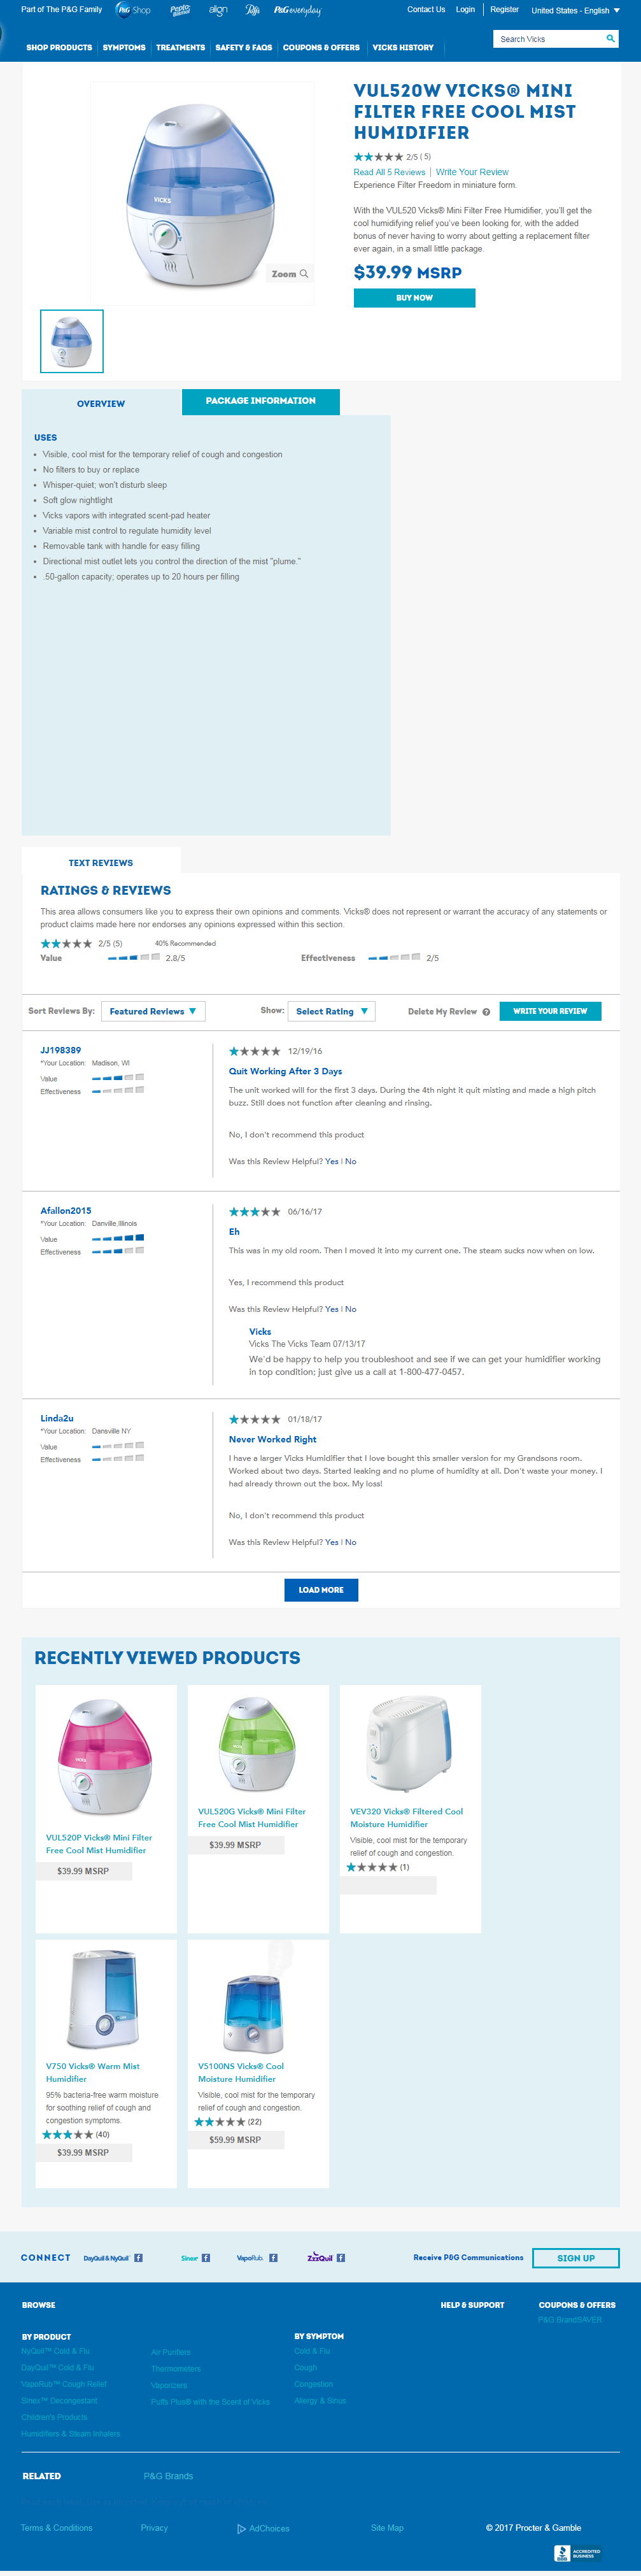 Part of The P&G Family
P&G Shop
Pepto Bismol
align
Puffs
P&G everyday
Contact Us
Login
Register
United States - English
SHOP PRODUCTS
SYMPTOMS
TREATMENTS
SAFETY & FAQS
COUPONS & OFFERS
VICKS HISTORY
Search Vicks
VICKS
Zoom
VUL520W VICKS® MINI
FILTER FREE COOL MIST
HUMIDIFIER
2/5 ( 5)
Read All 5 Reviews | Write Your Review
Experience Filter Freedom in miniature form.
With the VUL520 Vicks® Mini Filter Free Humidifier, you'll get the
cool humidifying relief you've been looking for, with the added
bonus of never having to worry about getting a replacement filter
ever again, in a small little package.
$39.99 MSRP
BUY NOW
OVERVIEW
PACKAGE INFORMATION
USES
• Visible, cool mist for the temporary relief of cough and congestion
• No filters to buy or replace
• Whisper-quiet; won't disturb sleep
• Soft glow nightlight
• Vicks vapors with integrated scent-pad heater
• Variable mist control to regulate humidity level
• Removable tank with handle for easy filling
• Directional mist outlet lets you control the direction of the mist "plume."
• .50-gallon capacity; operates up to 20 hours per filling
TEXT REVIEWS
RATINGS & REVIEWS
This area allows consumers like you to express their own opinions and comments. Vicks® does not represent or warrant the accuracy of any statements or
product claims made here nor endorses any opinions expressed within this section.
2/5 (5)
40% Recommended
Value
2.8/5
Effectiveness
2/5
Sort Reviews By:
Featured Reviews
Show:
Select Rating
Delete My Review
?
WRITE YOUR REVIEW
JJ198389
*Your Location: Madison, WI
Value
Effectiveness
12/19/16
Quit Working After 3 Days
The unit worked will for the first 3 days. During the 4th night it quit misting and made a high pitch
buzz. Still does not function after cleaning and rinsing.
No, I don't recommend this product
Was this Review Helpful? Yes | No
Afallon2015
*Your Location: Danville,Illinois
Value
Effectiveness
06/16/17
Eh
This was in my old room. Then I moved it into my current one. The steam sucks now when on low.
Yes, I recommend this product
Was this Review Helpful? Yes | No
Vicks
Vicks The Vicks Team 07/13/17
We'd be happy to help you troubleshoot and see if we can get your humidifier working
in top condition; just give us a call at 1-800-477-0457.
Linda2u
*Your Location: Dansville NY
Value
Effectiveness
01/18/17
Never Worked Right
I have a larger Vicks Humidifier that I love bought this smaller version for my Grandsons room.
Worked about two days. Started leaking and no plume of humidity at all. Don't waste your money. I
had already thrown out the box. My loss!
No, I don't recommend this product
Was this Review Helpful? Yes | No
LOAD MORE
RECENTLY VIEWED PRODUCTS
VUL520P Vicks® Mini Filter
Free Cool Mist Humidifier
$39.99 MSRP
VUL520G Vicks® Mini Filter
Free Cool Mist Humidifier
$39.99 MSRP
VEV320 Vicks® Filtered Cool
Moisture Humidifier
Visible, cool mist for the temporary
relief of cough and congestion.
(1)
V750 Vicks® Warm Mist
Humidifier
95% bacteria-free warm moisture
for soothing relief of cough and
congestion symptoms.
(40)
$39.99 MSRP
V5100NS Vicks® Cool
Moisture Humidifier
Visible, cool mist for the temporary
relief of cough and congestion.
(22)
$59.99 MSRP
CONNECT
DayQuil & NyQuil
Sinex
VapoRub
ZzzQuil
Receive P&G Communications
SIGN UP
BROWSE
HELP & SUPPORT
COUPONS & OFFERS
P&G BrandSAVER
BY PRODUCT
NyQuil™ Cold & Flu
DayQuil™ Cold & Flu
VapoRub™ Cough Relief
Sinex™ Decongestant
Children's Products
Humidifiers & Steam Inhalers
Air Purifiers
Thermometers
Vaporizers
Puffs Plus® with the Scent of Vicks
BY SYMPTOM
Cold & Flu
Cough
Congestion
Allergy & Sinus
RELATED
P&G Brands
Terms & Conditions
Privacy
AdChoices
Site Map
© 2017 Procter & Gamble
BBB ACCREDITED
BUSINESS